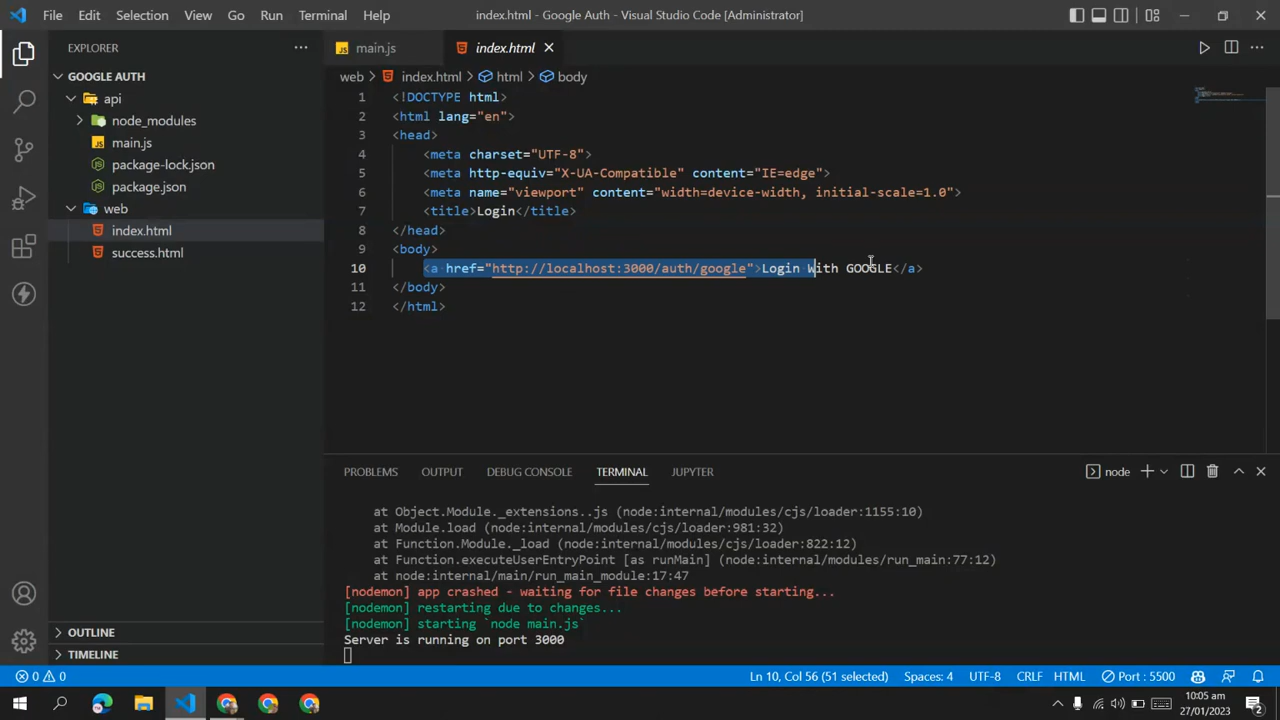 File Edit Selection View Go Run Terminal Help
index.html - Google Auth - Visual Studio Code [Administrator]
EXPLORER
GOOGLE AUTH
api
node_modules
main.js
package-lock.json
package.json
web
index.html
success.html
OUTLINE
TIMELINE
main.js
index.html
web > index.html > html > body
1 <!DOCTYPE html>
2 <html lang="en">
3 <head>
4 <meta charset="UTF-8">
5 <meta http-equiv="X-UA-Compatible" content="IE=edge">
6 <meta name="viewport" content="width=device-width, initial-scale=1.0">
7 <title>Login</title>
8 </head>
9 <body>
10 <a href="http://localhost:3000/auth/google">Login With GOOGLE</a>
11 </body>
12 </html>
PROBLEMS OUTPUT DEBUG CONSOLE TERMINAL JUPYTER
node
at Object.Module._extensions..js (node:internal/modules/cjs/loader:1155:10)
at Module.load (node:internal/modules/cjs/loader:981:32)
at Function.Module._load (node:internal/modules/cjs/loader:822:12)
at Function.executeUserEntryPoint [as runMain] (node:internal/modules/run_main:77:12)
at node:internal/main/run_main_module:17:47
[nodemon] app crashed - waiting for file changes before starting...
[nodemon] restarting due to changes...
[nodemon] starting `node main.js`
Server is running on port 3000
0 0
Ln 10, Col 56 (51 selected) Spaces: 4 UTF-8 CRLF HTML Port : 5500
10:05 am
27/01/2023
2